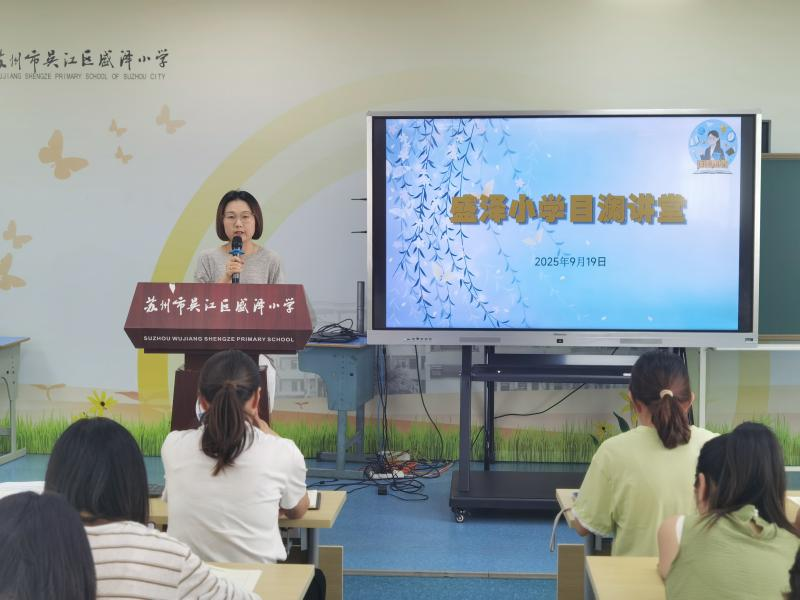 苏州市吴江区盛泽小学
WUJIANG SHENGZE PRIMARY SCHOOL OF SUZHOU CITY
盛泽小学目澜讲堂
2025年9月19日
苏州市吴江区盛泽小学
SUZHOU WUJIANG SHENGZE PRIMARY SCHOOL